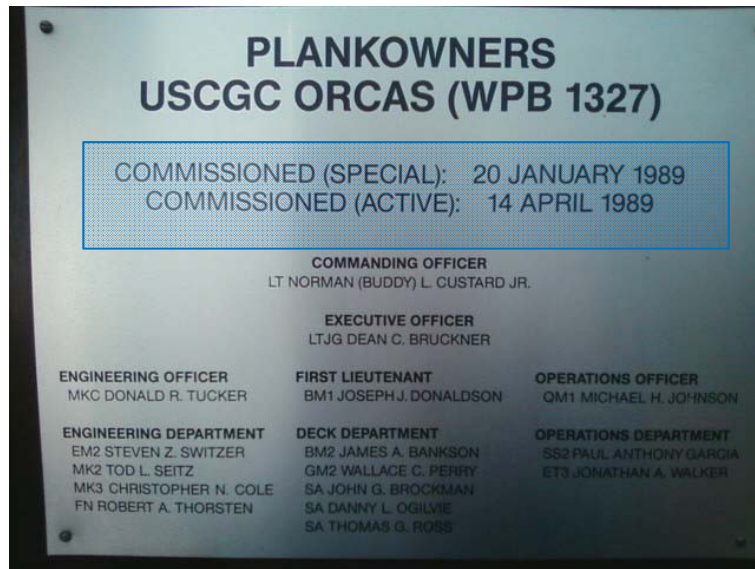 PLANKOWNERS
USCGC ORCAS (WPB 1327)
COMMISSIONED (SPECIAL): 20 JANUARY 1989
COMMISSIONED (ACTIVE): 14 APRIL 1989
COMMANDING OFFICER
LT NORMAN (BUDDY) L. CUSTARD JR.
EXECUTIVE OFFICER
LTJG DEAN C. BRUCKNER
ENGINEERING OFFICER
MKC DONALD R. TUCKER
FIRST LIEUTENANT
BM1 JOSEPH J. DONALDSON
OPERATIONS OFFICER
QM1 MICHAEL H. JOHNSON
ENGINEERING DEPARTMENT
EM2 STEVEN Z. SWITZER
MK2 TOD L. SEITZ
MK3 CHRISTOPHER N. COLE
FN ROBERT A. THORSTEN
DECK DEPARTMENT
BM2 JAMES A. BANKSON
GM2 WALLACE C. PERRY
SA JOHN G. BROCKMAN
SA DANNY L. OGILVIE
SA THOMAS G. ROSS
OPERATIONS DEPARTMENT
SS2 PAUL ANTHONY GARCIA
ET3 JONATHAN A. WALKER